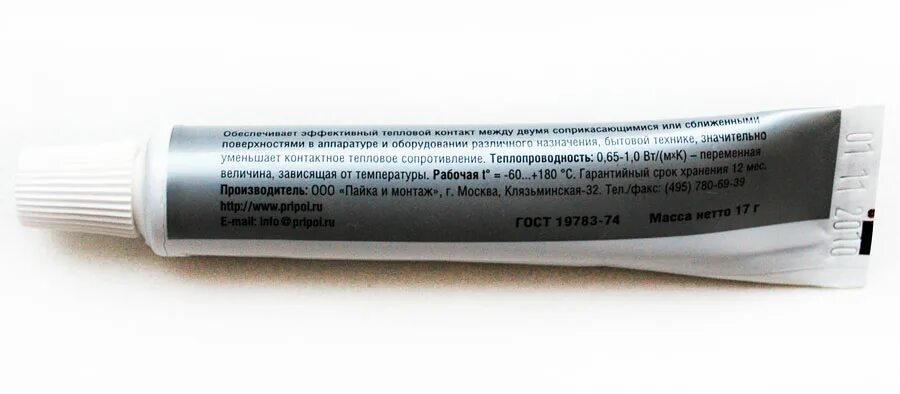 Обеспечивает эффективный тепловой контакт между двумя соприкасающимися или сближенными
поверхностями в аппаратуре и оборудовании различного назначения, бытовой технике, значительно
уменьшает контактное тепловое сопротивление. Теплопроводность: 0,65-1,0 Вт/(м×К) – переменная
величина, зависящая от температуры. Рабочая t° = -60...+180 °С. Гарантийный срок хранения 12 мес.
Производитель: ООО «Пайка и монтаж», г. Москва, Клязьминская-32. Тел./факс: (495) 780-69-39
http://www.pripoi.ru
E-mail: info@pripoi.ru ГОСТ 19783-74 Масса нетто 17 г
01 11 2010